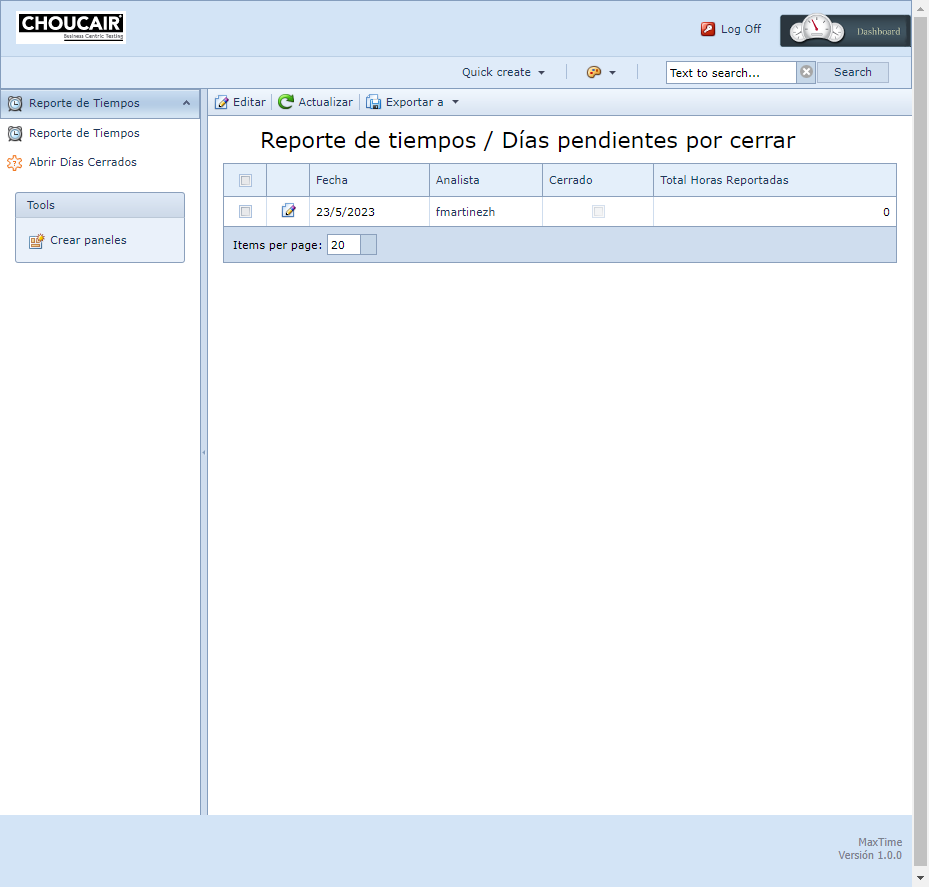 CHOUCAIR
Business Centric Testing
Log Off
Dashboard
Quick create
Text to search...
Search
Reporte de Tiempos
Reporte de Tiempos
Abrir Días Cerrados
Tools
Crear paneles
Editar
Actualizar
Exportar a
Reporte de tiempos / Días pendientes por cerrar
Fecha Analista Cerrado Total Horas Reportadas
23/5/2023 fmartinezh 0
Items per page: 20
MaxTime
Versión 1.0.0